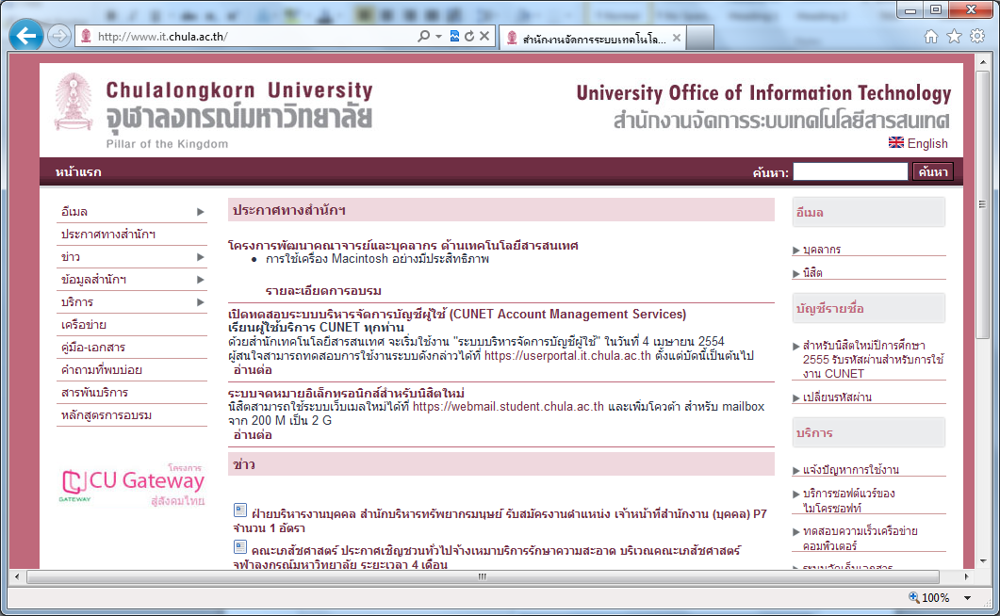 http://www.it.chula.ac.th/
สำนักงานจัดการระบบเทคโนโล...
Chulalongkorn University
จุฬาลงกรณ์มหาวิทยาลัย
Pillar of the Kingdom
University Office of Information Technology
สำนักงานจัดการระบบเทคโนโลยีสารสนเทศ
English
หน้าแรก
ค้นหา:
ค้นหา
อีเมล
ประกาศทางสำนักฯ
ข่าว
ข้อมูลสำนักฯ
บริการ
เครือข่าย
คู่มือ-เอกสาร
คำถามที่พบบ่อย
สารพันบริการ
หลักสูตรการอบรม
โครงการ
CU Gateway
GATEWAY
สู่สังคมไทย
ประกาศทางสำนักฯ
โครงการพัฒนาคณาจารย์และบุคลากร ด้านเทคโนโลยีสารสนเทศ
• การใช้เครื่อง Macintosh อย่างมีประสิทธิภาพ
รายละเอียดการอบรม
เปิดทดสอบระบบบริหารจัดการบัญชีผู้ใช้ (CUNET Account Management Services)
เรียนผู้ใช้บริการ CUNET ทุกท่าน
ด้วยสำนักเทคโนโลยีสารสนเทศ จะเริ่มใช้งาน "ระบบบริหารจัดการบัญชีผู้ใช้" ในวันที่ 4 เมษายน 2554
ผู้สนใจสามารถทดสอบการใช้งานระบบดังกล่าวได้ที่ https://userportal.it.chula.ac.th ตั้งแต่บัดนี้เป็นต้นไป
อ่านต่อ
ระบบจดหมายอิเล็กทรอนิกส์สำหรับนิสิตใหม่
นิสิตสามารถใช้ระบบเว็บเมลใหม่ได้ที่ https://webmail.student.chula.ac.th และเพิ่มโควต้า สำหรับ mailbox
จาก 200 M เป็น 2 G
อ่านต่อ
ข่าว
ฝ่ายบริหารงานบุคคล สำนักบริหารทรัพยากรมนุษย์ รับสมัครงานตำแหน่ง เจ้าหน้าที่สำนักงาน (บุคคล) P7
จำนวน 1 อัตรา
คณะเภสัชศาสตร์ ประกาศเชิญชวนทั่วไปจ้างเหมาบริการรักษาความสะอาด บริเวณคณะเภสัชศาสตร์
จุฬาลงกรณ์มหาวิทยาลัย ระยะเวลา 4 เดือน
อีเมล
บุคลากร
นิสิต
บัญชีรายชื่อ
สำหรับนิสิตใหม่ปีการศึกษา
2555 รับรหัสผ่านสำหรับการใช้
งาน CUNET
เปลี่ยนรหัสผ่าน
บริการ
แจ้งปัญหาการใช้งาน
บริการซอฟต์แวร์ของ
ไมโครซอฟท์
ทดสอบความเร็วเครือข่าย
คอมพิวเตอร์
ระบบจัดเก็บเอกสาร
100%